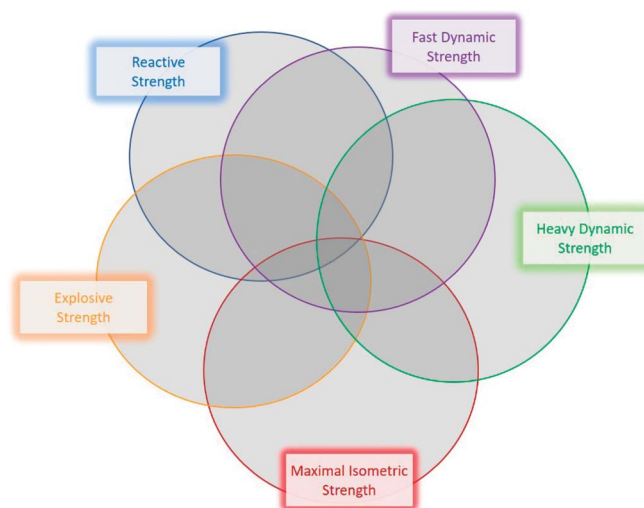 Fast Dynamic
Strength
Reactive
Strength
Heavy Dynamic
Strength
Explosive
Strength
Maximal Isometric
Strength